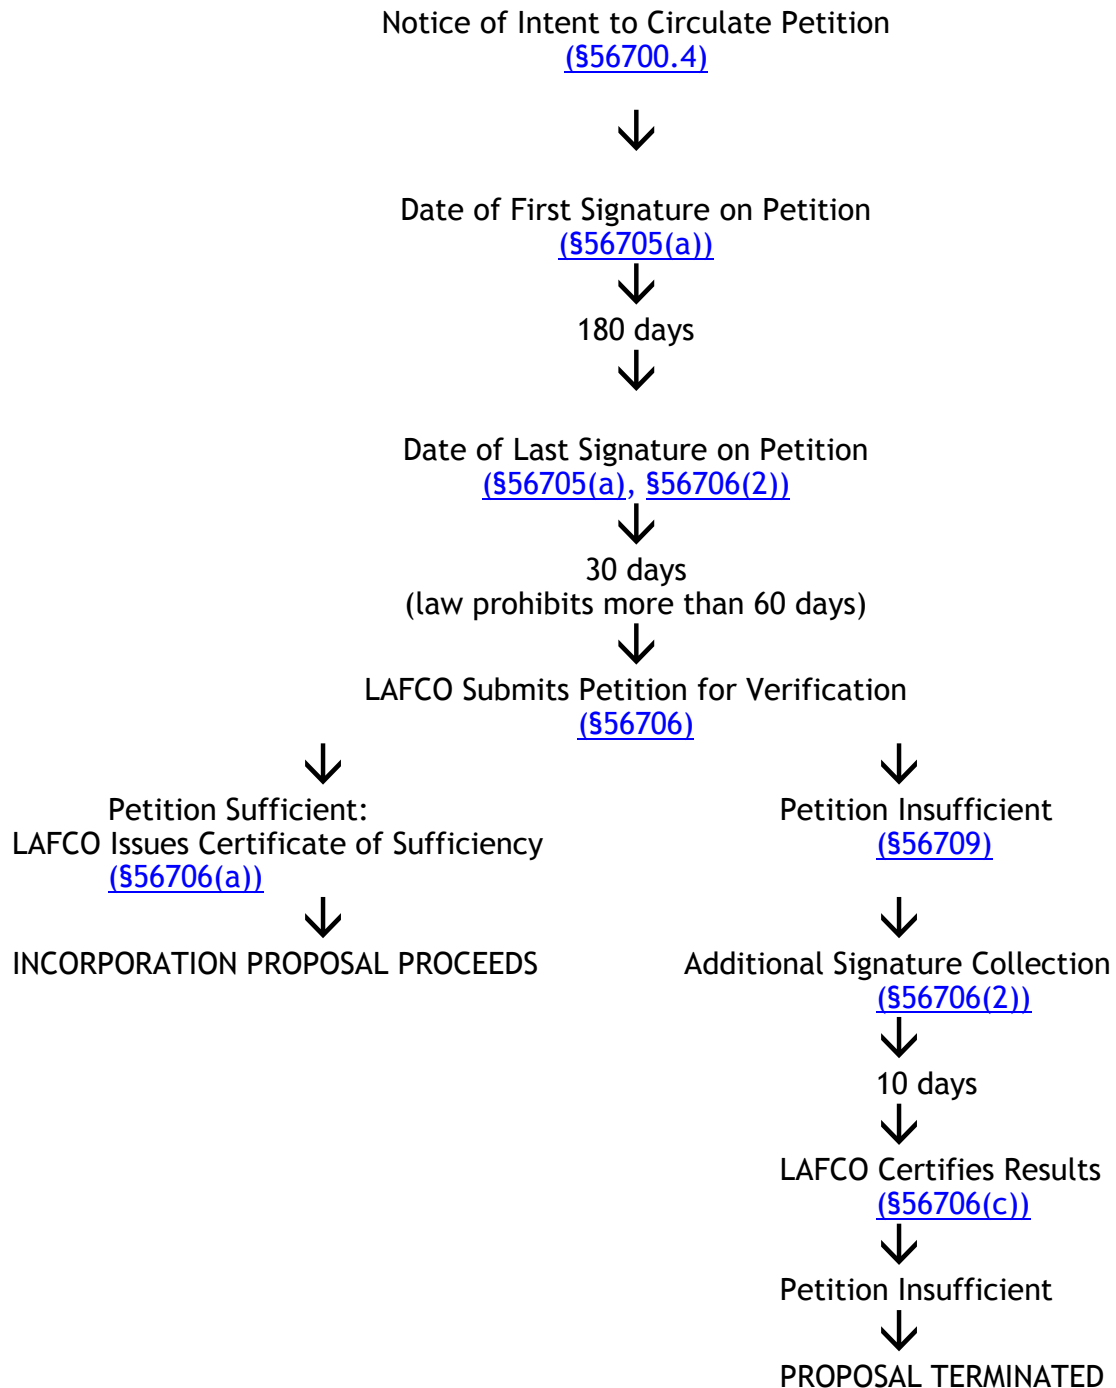 Notice of Intent to Circulate Petition
(§56700.4)
Date of First Signature on Petition
(§56705(a))
180 days
Date of Last Signature on Petition
(§56705(a), §56706(2))
30 days
(law prohibits more than 60 days)
LAFCO Submits Petition for Verification
(§56706)
Petition Sufficient:
LAFCO Issues Certificate of Sufficiency
(§56706(a))
INCORPORATION PROPOSAL PROCEEDS
Petition Insufficient
(§56709)
Additional Signature Collection
(§56706(2))
10 days
LAFCO Certifies Results
(§56706(c))
Petition Insufficient
PROPOSAL TERMINATED